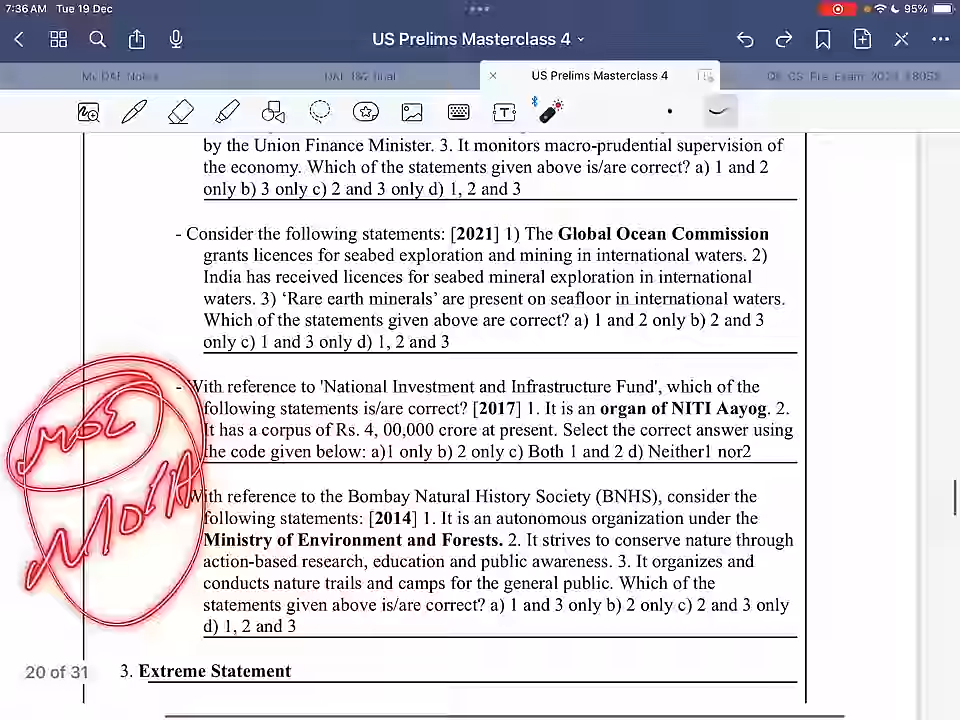 7:36 AM Tue 19 Dec
95%
US Prelims Masterclass 4
US Prelims Masterclass 4
by the Union Finance Minister. 3. It monitors macro-prudential supervision of
the economy. Which of the statements given above is/are correct? a) 1 and 2
only b) 3 only c) 2 and 3 only d) 1, 2 and 3
- Consider the following statements: [2021] 1) The Global Ocean Commission
grants licences for seabed exploration and mining in international waters. 2)
India has received licences for seabed mineral exploration in international
waters. 3) ‘Rare earth minerals’ are present on seafloor in international waters.
Which of the statements given above are correct? a) 1 and 2 only b) 2 and 3
only c) 1 and 3 only d) 1, 2 and 3
- With reference to 'National Investment and Infrastructure Fund', which of the
following statements is/are correct? [2017] 1. It is an organ of NITI Aayog. 2.
It has a corpus of Rs. 4, 00,000 crore at present. Select the correct answer using
the code given below: a)1 only b) 2 only c) Both 1 and 2 d) Neither1 nor2
With reference to the Bombay Natural History Society (BNHS), consider the
following statements: [2014] 1. It is an autonomous organization under the
Ministry of Environment and Forests. 2. It strives to conserve nature through
action-based research, education and public awareness. 3. It organizes and
conducts nature trails and camps for the general public. Which of the
statements given above is/are correct? a) 1 and 3 only b) 2 only c) 2 and 3 only
d) 1, 2 and 3
20 of 31
3. Extreme Statement